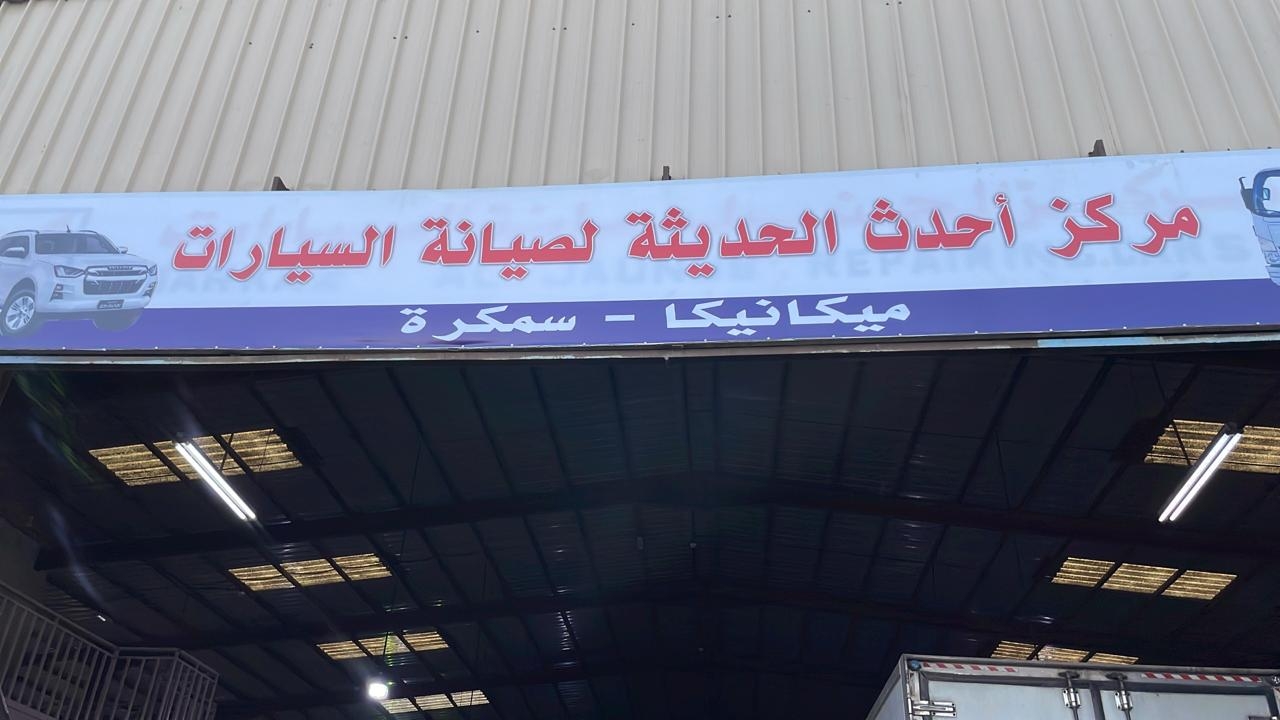 مركز أحدث الحديثة لصيانة السيارات
ميكانيكا - سمكرة